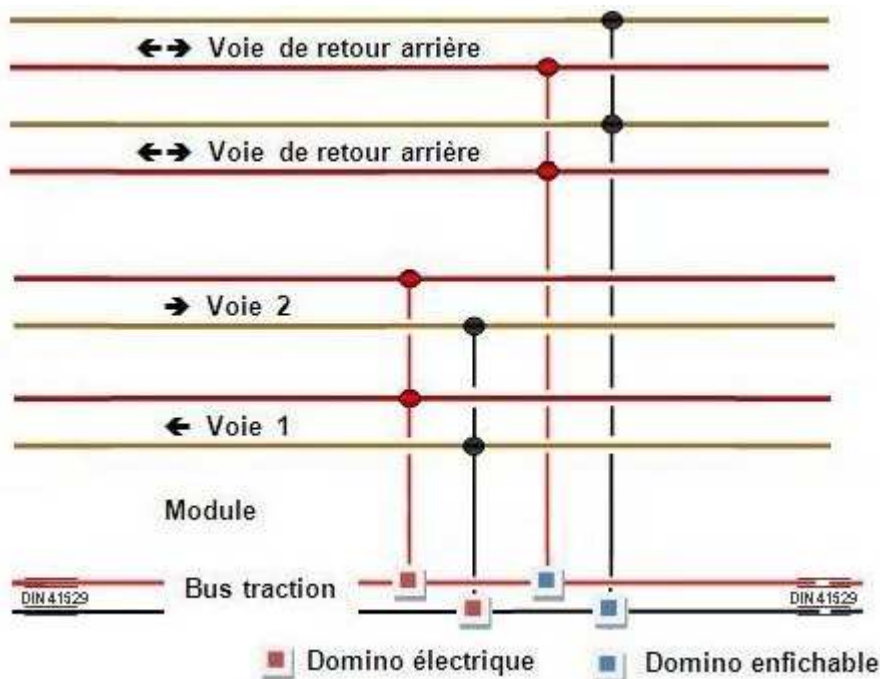 Voie de retour arrière
Voie de retour arrière
Voie 2
Voie 1
Module
Bus traction
DIN 41529
DIN 41529
Domino électrique
Domino enfichable